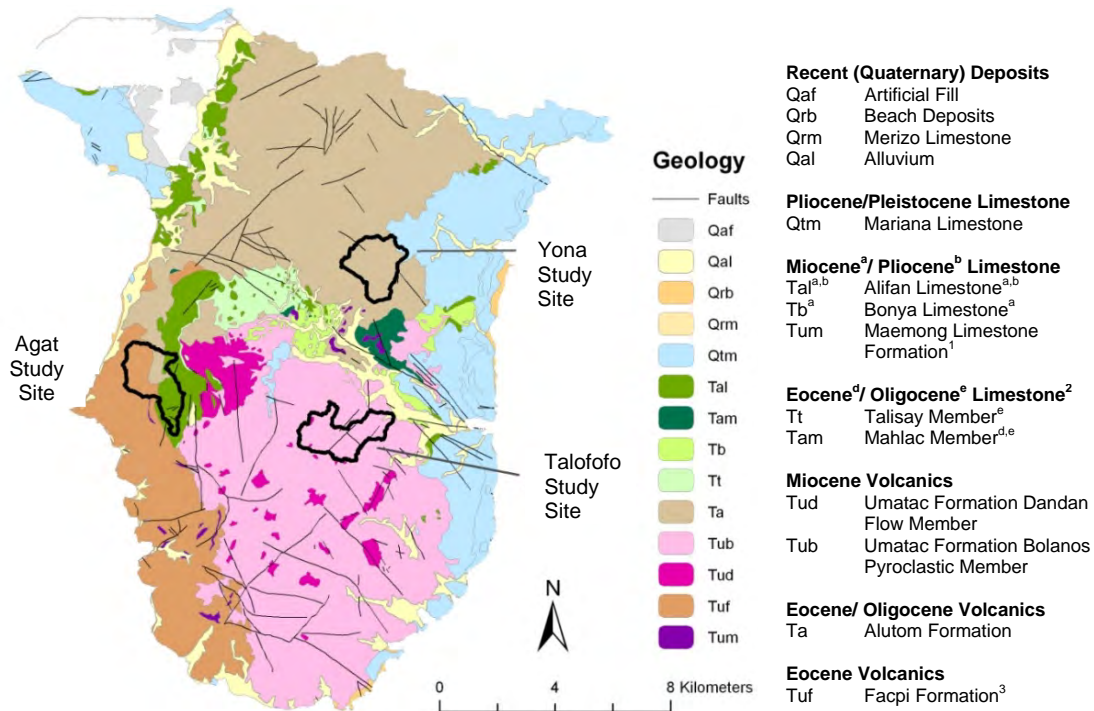 Yona
Study
Site
Agat
Study
Site
Talofofo
Study
Site
N
0 4 8 Kilometers
Geology
Faults
Qaf
Qal
Qrb
Qrm
Qtm
Tal
Tam
Tb
Tt
Ta
Tub
Tud
Tuf
Tum
Recent (Quaternary) Deposits
Qaf Artificial Fill
Qrb Beach Deposits
Qrm Merizo Limestone
Qal Alluvium
Pliocene/Pleistocene Limestone
Qtm Mariana Limestone
Miocene^a/ Pliocene^b Limestone
Tal^a,b Alifan Limestone^a,b
Tb^a Bonya Limestone^a
Tum Maemong Limestone
Formation^1
Eocene^d/ Oligocene^e Limestone^2
Tt Talisay Member^e
Tam Mahlac Member^d,e
Miocene Volcanics
Tud Umatac Formation Dandan
Flow Member
Tub Umatac Formation Bolanos
Pyroclastic Member
Eocene/ Oligocene Volcanics
Ta Alutom Formation
Eocene Volcanics
Tuf Facpi Formation^3